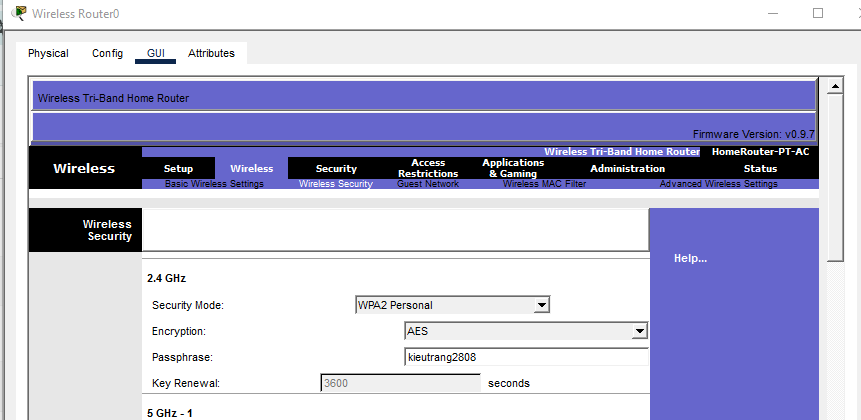 Wireless Router0
Physical Config GUI Attributes
Wireless Tri-Band Home Router
Firmware Version: v0.9.7
Wireless Tri-Band Home Router HomeRouter-PT-AC
Wireless
Setup Wireless Security Access Restrictions Applications & Gaming Administration Status
Basic Wireless Settings Wireless Security Guest Network Wireless MAC Filter Advanced Wireless Settings
Wireless
Security
Help...
2.4 GHz
Security Mode: WPA2 Personal
Encryption: AES
Passphrase: kieutrang2808
Key Renewal: 3600 seconds
5 GHz - 1